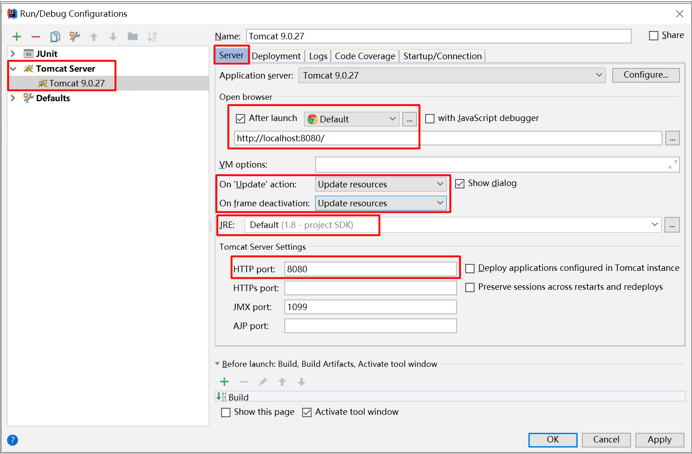 Run/Debug Configurations
Name: Tomcat 9.0.27
Share
JUnit
Tomcat Server
Tomcat 9.0.27
Defaults
Server Deployment Logs Code Coverage Startup/Connection
Application server: Tomcat 9.0.27 Configure...
Open browser
After launch Default ... with JavaScript debugger
http://localhost:8080/ ...
VM options:
On 'Update' action: Update resources Show dialog
On frame deactivation: Update resources
JRE: Default (1.8 - project SDK) ...
Tomcat Server Settings
HTTP port: 8080 Deploy applications configured in Tomcat instance
HTTPs port: Preserve sessions across restarts and redeploys
JMX port: 1099
AJP port:
Before launch: Build, Build Artifacts, Activate tool window
Build
Show this page Activate tool window
? OK Cancel Apply